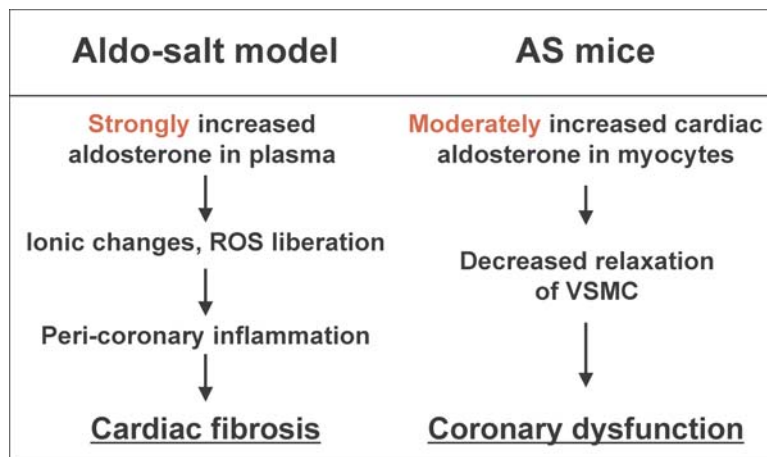 Aldo-salt model
Strongly increased
aldosterone in plasma
Ionic changes, ROS liberation
Peri-coronary inflammation
Cardiac fibrosis
AS mice
Moderately increased cardiac
aldosterone in myocytes
Decreased relaxation
of VSMC
Coronary dysfunction